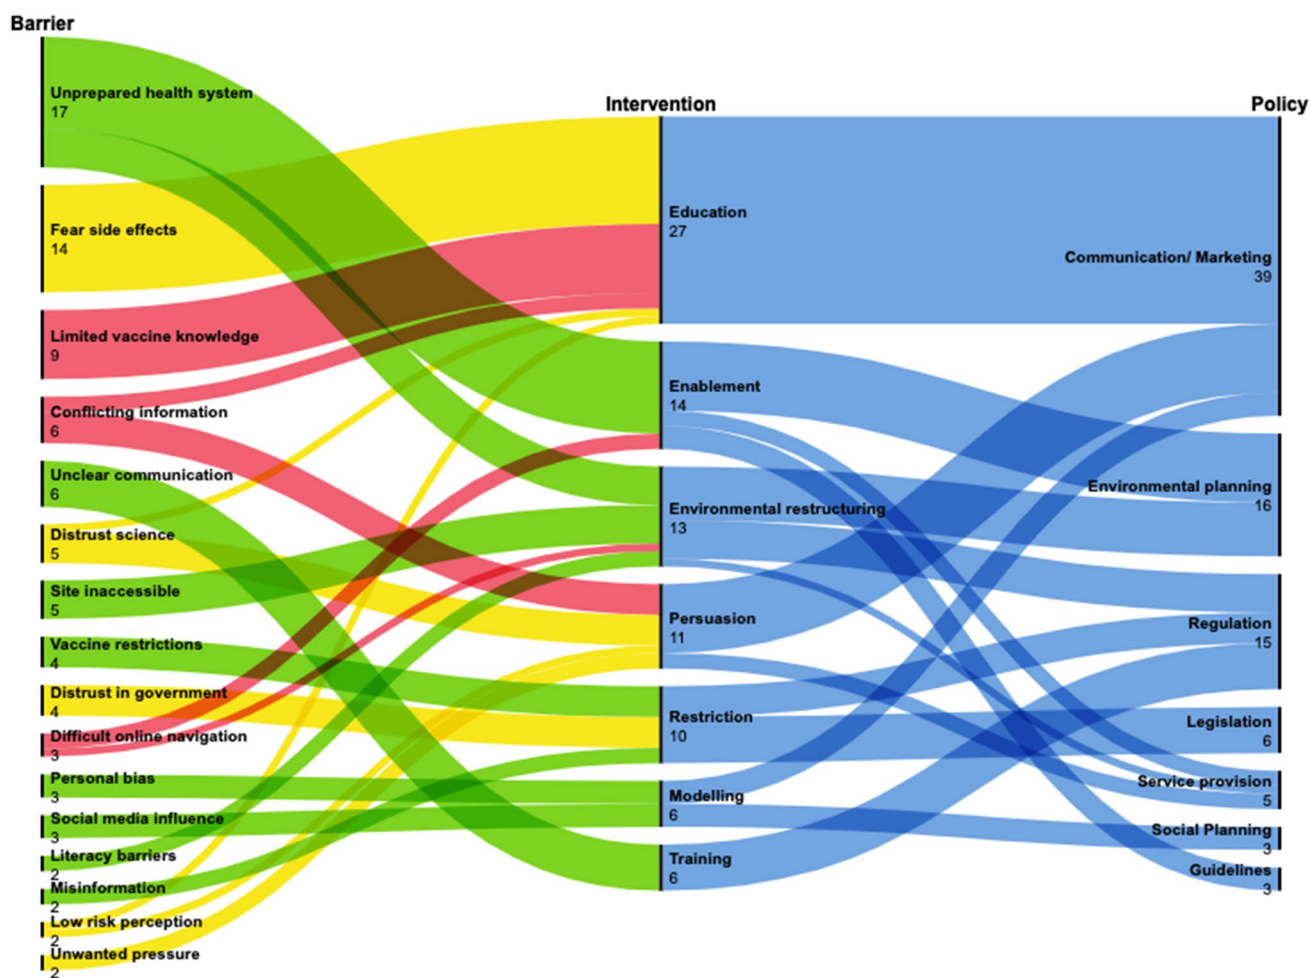 Barrier
Unprepared health system
17
Fear side effects
14
Limited vaccine knowledge
9
Conflicting information
6
Unclear communication
6
Distrust science
5
Site inaccessible
5
Vaccine restrictions
4
Distrust in government
4
Difficult online navigation
3
Personal bias
3
Social media influence
3
Literacy barriers
2
Misinformation
2
Low risk perception
2
Unwanted pressure
2
Intervention
Education
27
Enablement
14
Environmental restructuring
13
Persuasion
11
Restriction
10
Modelling
6
Training
6
Policy
Communication/ Marketing
39
Environmental planning
16
Regulation
15
Legislation
6
Service provision
5
Social Planning
3
Guidelines
3